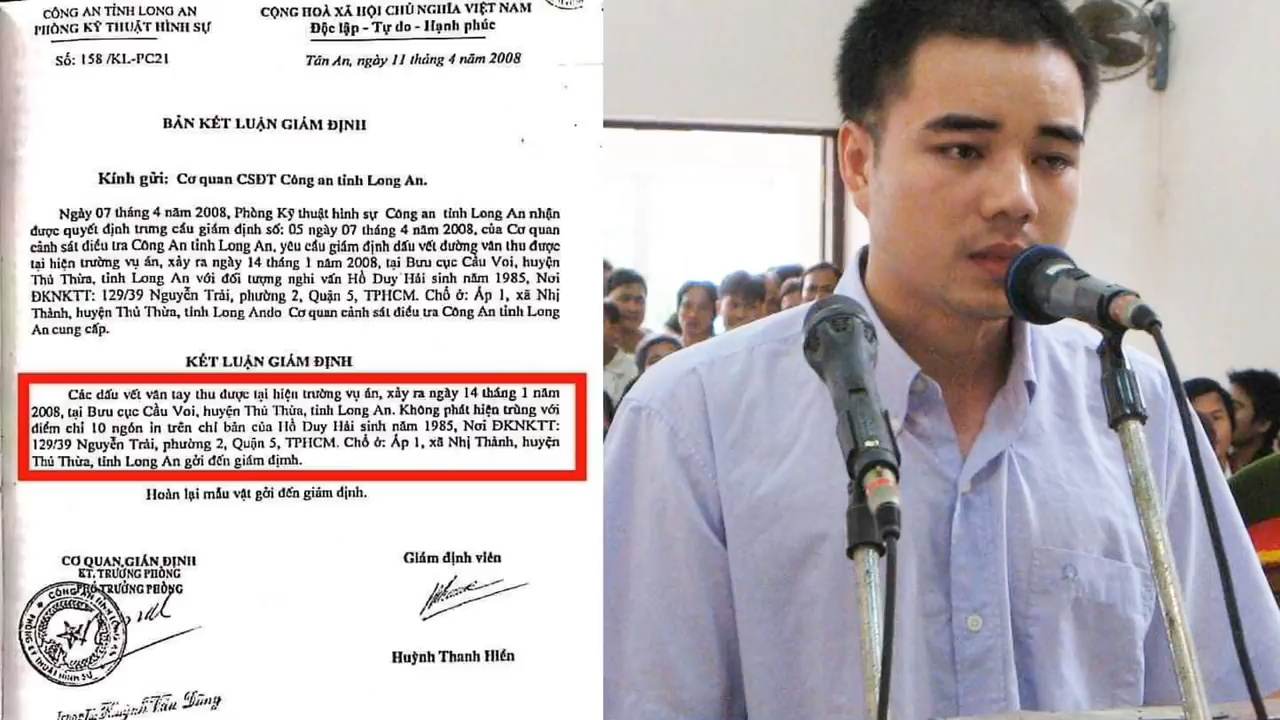 CÔNG AN TỈNH LONG AN
PHÒNG KỸ THUẬT HÌNH SỰ
Số: 158 /KL-PC21
CỘNG HOÀ XÃ HỘI CHỦ NGHĨA VIỆT NAM
Độc lập - Tự do - Hạnh phúc
Tân An, ngày 11 tháng 4 năm 2008
BẢN KẾT LUẬN GIÁM ĐỊNH
Kính gửi: Cơ quan CSĐT Công an tỉnh Long An.
Ngày 07 tháng 4 năm 2008, Phòng Kỹ thuật hình sự Công an tỉnh Long An nhận
được quyết định trưng cầu giám định số: 05 ngày 07 tháng 4 năm 2008, của Cơ quan
cảnh sát điều tra Công An tỉnh Long An, yêu cầu giám định dấu vết đường vân thu được
tại hiện trường vụ án, xảy ra ngày 14 tháng 1 năm 2008, tại Bưu cục Cầu Voi, huyện
Thủ Thừa, tỉnh Long An với đối tượng nghi vấn Hồ Duy Hải sinh năm 1985, Nơi
ĐKNKTT: 129/39 Nguyễn Trải, phường 2, Quận 5, TPHCM. Chổ ở: Ấp 1, xã Nhị
Thành, huyện Thủ Thừa, tỉnh Long Ando Cơ quan cảnh sát điều tra Công An tỉnh Long
An cung cấp.
KẾT LUẬN GIÁM ĐỊNH
Các dấu vết vân tay thu được tại hiện trường vụ án, xảy ra ngày 14 tháng 1 năm
2008, tại Bưu cục Cầu Voi, huyện Thủ Thừa, tỉnh Long An. Không phát hiện trùng với
điểm chỉ 10 ngón in trên chỉ bản của Hồ Duy Hải sinh năm 1985, Nơi ĐKNKTT:
129/39 Nguyễn Trải, phường 2, Quận 5, TPHCM. Chổ ở: Ấp 1, xã Nhị Thành, huyện
Thủ Thừa, tỉnh Long An gởi đến giám định.
Hoàn lại mẫu vật gởi đến giám định.
CƠ QUAN GIÁN ĐỊNH
KT. TRƯỞNG PHÒNG
PHÓ TRƯỞNG PHÒNG
Giám định viên
Huỳnh Thanh Hiền
Huỳnh Văn Dũng